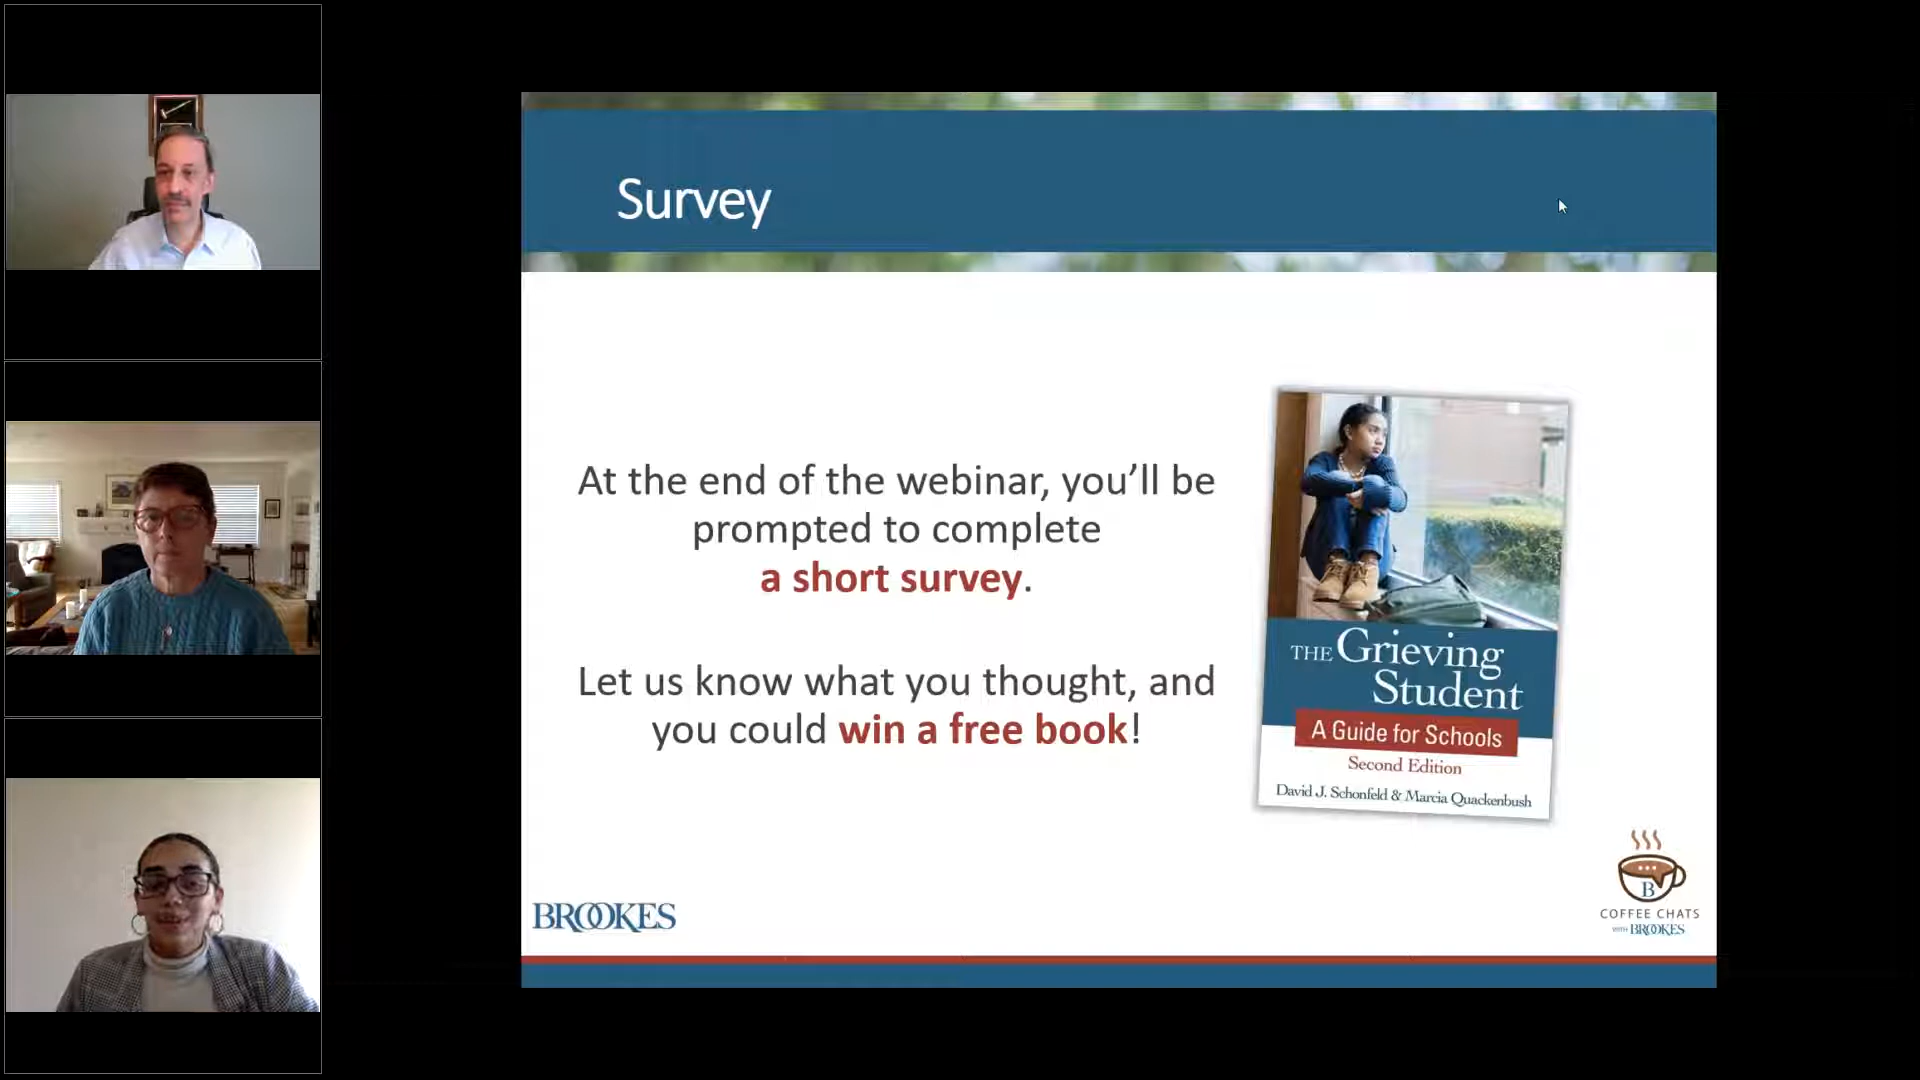 Survey
At the end of the webinar, you’ll be
prompted to complete
a short survey.
Let us know what you thought, and
you could win a free book!
THE Grieving
Student
A Guide for Schools
Second Edition
David J. Schonfeld & Marcia Quackenbush
BROOKES
B
COFFEE CHATS
WITH BROOKES